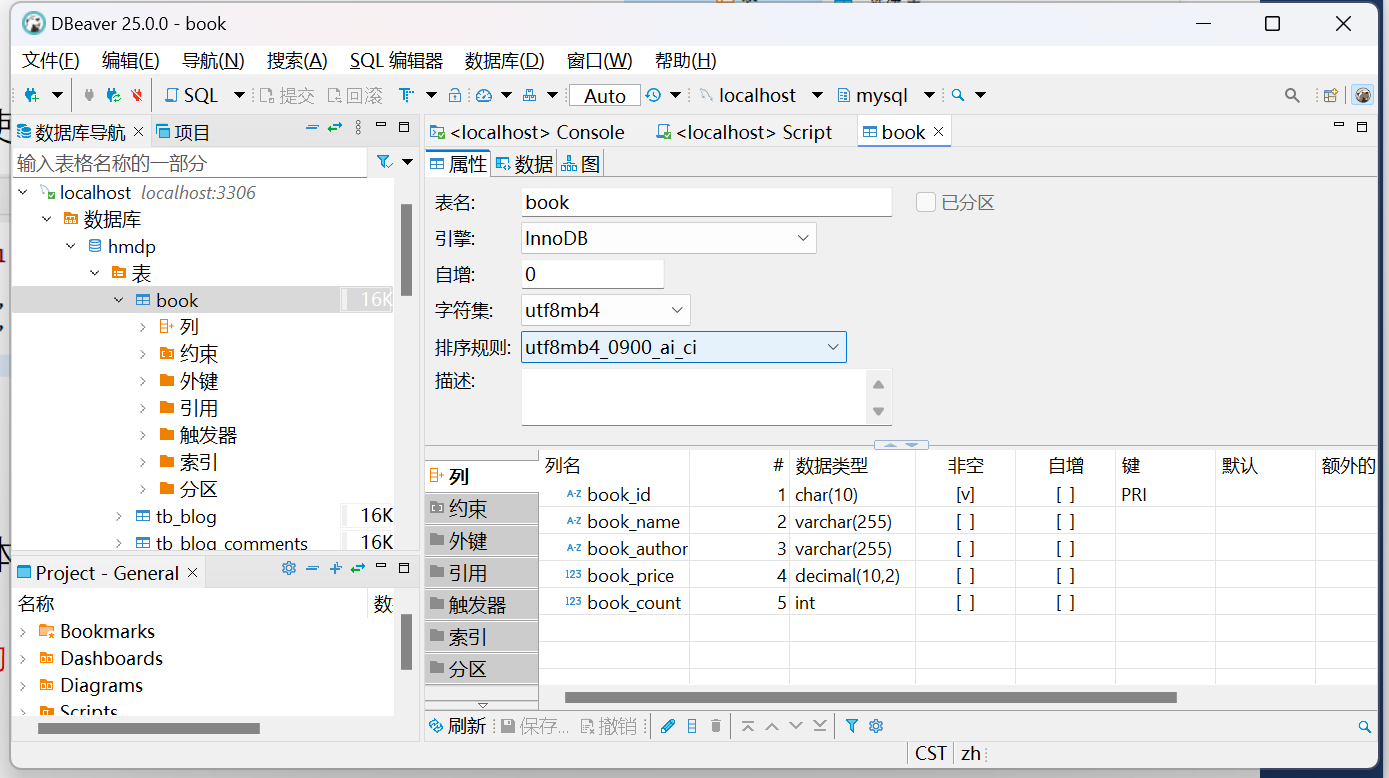 DBeaver 25.0.0 - book
文件(F) 编辑(E) 导航(N) 搜索(A) SQL 编辑器 数据库(D) 窗口(W) 帮助(H)
SQL 提交 回滚 Auto localhost mysql
数据库导航 项目
输入表格名称的一部分
localhost localhost:3306
数据库
hmdp
表
book 16K
列
约束
外键
引用
触发器
索引
分区
tb_blog 16K
tb_blog_comments 16K
Project - General
名称 数
Bookmarks
Dashboards
Diagrams
Scripts
<localhost> Console <localhost> Script book
属性 数据 图
表名: book 已分区
引擎: InnoDB
自增: 0
字符集: utf8mb4
排序规则: utf8mb4_0900_ai_ci
描述:
列
约束
外键
引用
触发器
索引
分区
列名 # 数据类型 非空 自增 键 默认 额外的
A-Z book_id 1 char(10) [v] [ ] PRI
A-Z book_name 2 varchar(255) [ ] [ ]
A-Z book_author 3 varchar(255) [ ] [ ]
123 book_price 4 decimal(10,2) [ ] [ ]
123 book_count 5 int [ ] [ ]
刷新 保存... 撤销
CST zh